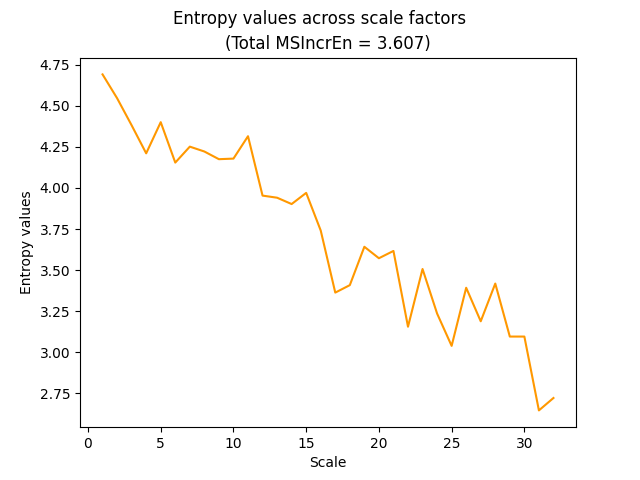 Entropy values across scale factors
(Total MSIncrEn = 3.607)
4.75
4.50
4.25
4.00
3.75
3.50
3.25
3.00
2.75
Entropy values
0 5 10 15 20 25 30
Scale